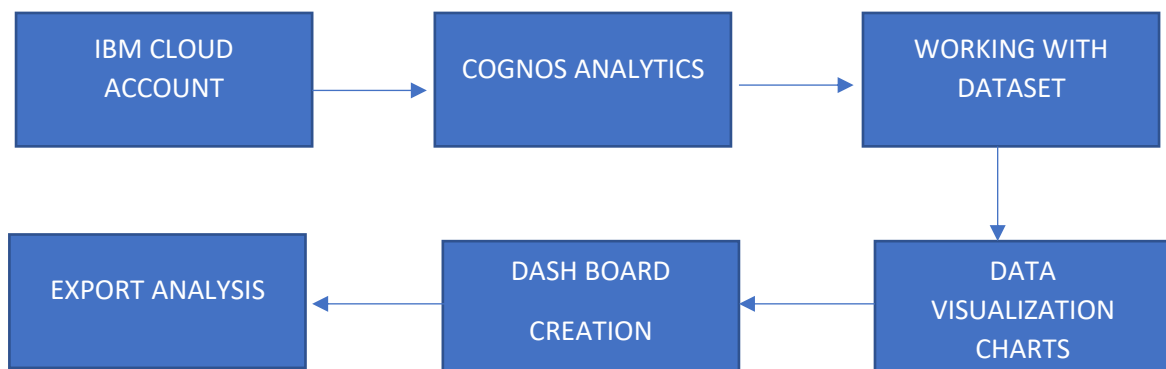 IBM CLOUD
ACCOUNT
COGNOS ANALYTICS
WORKING WITH
DATASET
DATA
VISUALIZATION
CHARTS
DASH BOARD
CREATION
EXPORT ANALYSIS